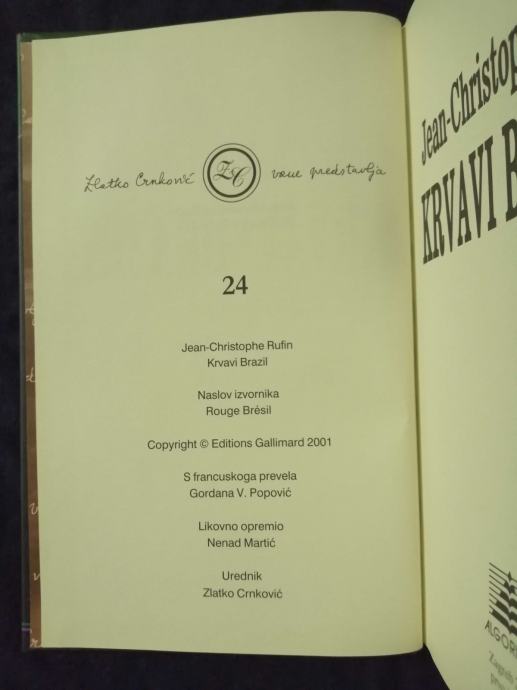 Zlatko Crnković ZC vam predstavlja
24
Jean-Christophe Rufin
Krvavi Brazil
Naslov izvornika
Rouge Brésil
Copyright © Editions Gallimard 2001
S francuskoga prevela
Gordana V. Popović
Likovno opremio
Nenad Martić
Urednik
Zlatko Crnković
Jean-Christop
KRVAVI B
ALGOR
Zagreb